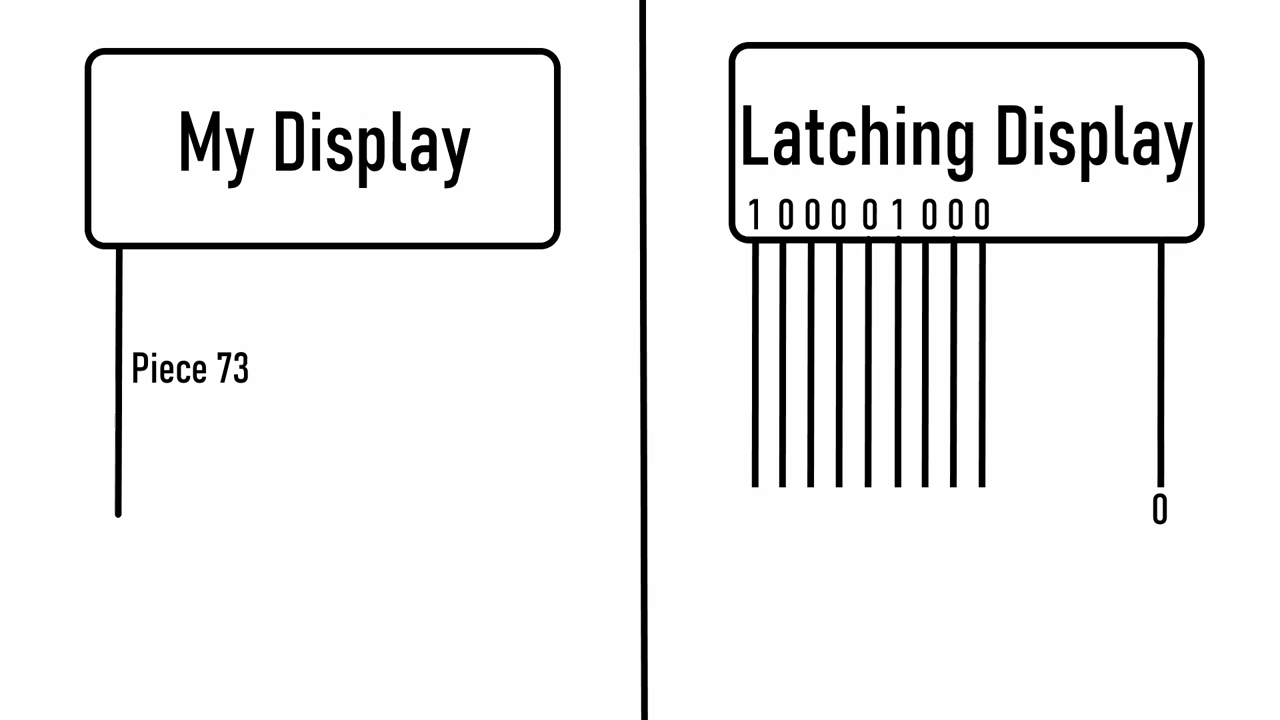 My Display
Piece 73
Latching Display
1 0 0 0 0 1 0 0 0
0